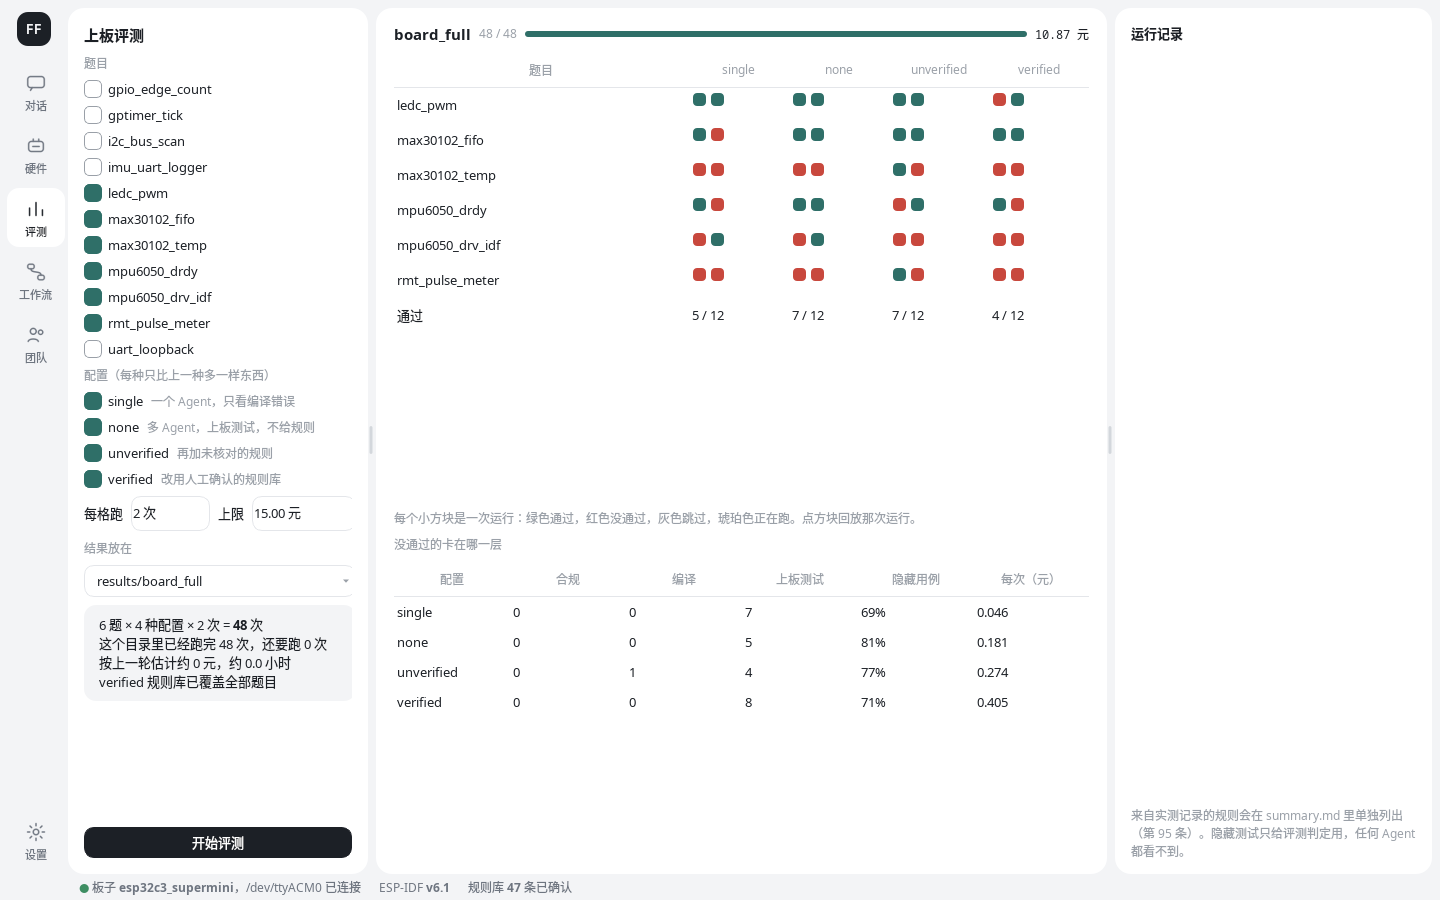 FF
对话
硬件
评测
工作流
团队
设置
上板评测
题目
gpio_edge_count
gptimer_tick
i2c_bus_scan
imu_uart_logger
ledc_pwm
max30102_fifo
max30102_temp
mpu6050_drdy
mpu6050_drv_idf
rmt_pulse_meter
uart_loopback
配置（每种只比上一种多一样东西）
single 一个 Agent，只看编译错误
none 多 Agent，上板测试，不给规则
unverified 再加未核对的规则
verified 改用人工确认的规则库
每格跑 2 次 上限 15.00 元
结果放在
results/board_full
6 题 × 4 种配置 × 2 次 = 48 次
这个目录里已经跑完 48 次，还要跑 0 次
按上一轮估计约 0 元，约 0.0 小时
verified 规则库已覆盖全部题目
开始评测
board_full 48 / 48 10.87 元
题目 single none unverified verified
ledc_pwm
max30102_fifo
max30102_temp
mpu6050_drdy
mpu6050_drv_idf
rmt_pulse_meter
通过 5 / 12 7 / 12 7 / 12 4 / 12
每个小方块是一次运行：绿色通过，红色没通过，灰色跳过，琥珀色正在跑。点方块回放那次运行。
没通过的卡在哪一层
配置 合规 编译 上板测试 隐藏用例 每次（元）
single 0 0 7 69% 0.046
none 0 0 5 81% 0.181
unverified 0 1 4 77% 0.274
verified 0 0 8 71% 0.405
运行记录
来自实测记录的规则会在 summary.md 里单独列出
（第 95 条）。隐藏测试只给评测判定用，任何 Agent
都看不到。
板子 esp32c3_supermini，/dev/ttyACM0 已连接 ESP-IDF v6.1 规则库 47 条已确认